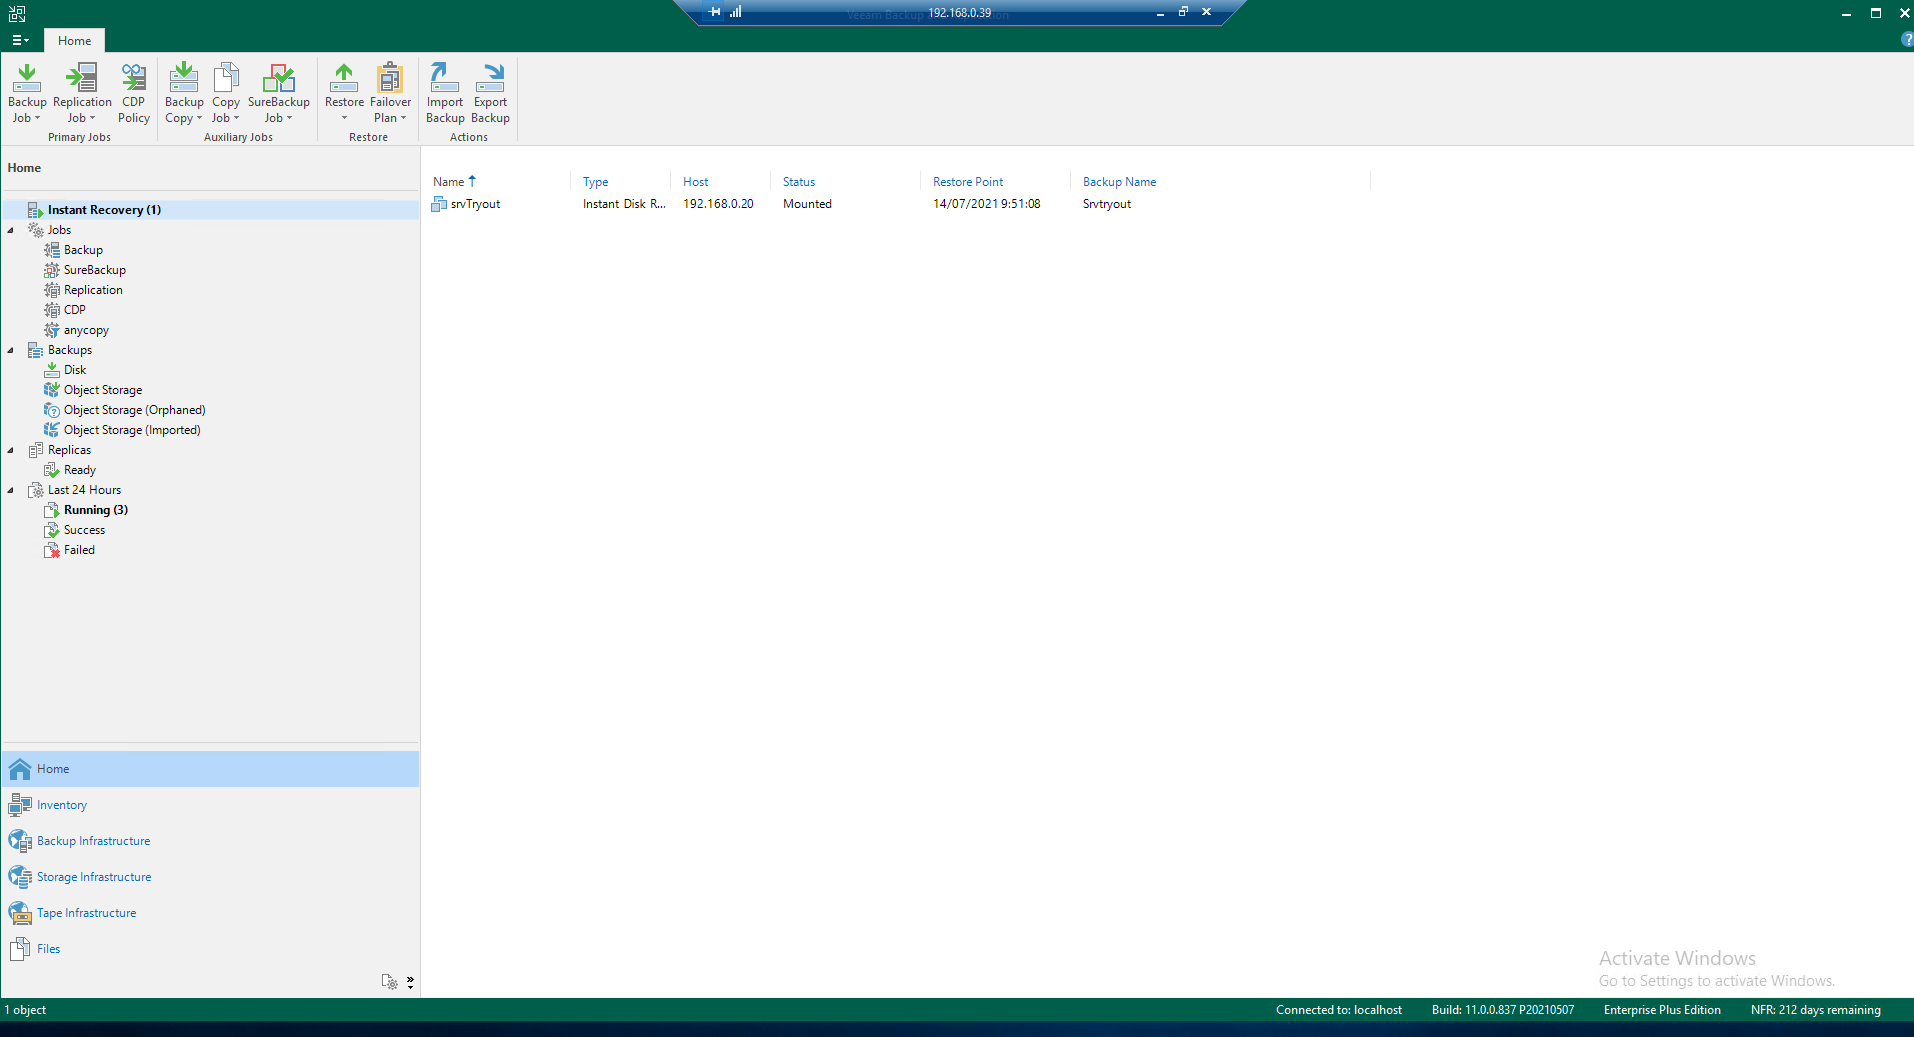 192.168.0.39
Veeam Backup
Home
Backup Job
Replication Job
CDP Policy
Primary Jobs
Backup Copy
Copy Job
SureBackup Job
Auxiliary Jobs
Restore
Failover Plan
Restore
Import Backup
Export Backup
Actions
Home
Instant Recovery (1)
Jobs
Backup
SureBackup
Replication
CDP
anycopy
Backups
Disk
Object Storage
Object Storage (Orphaned)
Object Storage (Imported)
Replicas
Ready
Last 24 Hours
Running (3)
Success
Failed
Name Type Host Status Restore Point Backup Name
srvTryout Instant Disk R... 192.168.0.20 Mounted 14/07/2021 9:51:08 Srvtryout
Home
Inventory
Backup Infrastructure
Storage Infrastructure
Tape Infrastructure
Files
Activate Windows
Go to Settings to activate Windows.
1 object
Connected to: localhost Build: 11.0.0.837 P20210507 Enterprise Plus Edition NFR: 212 days remaining